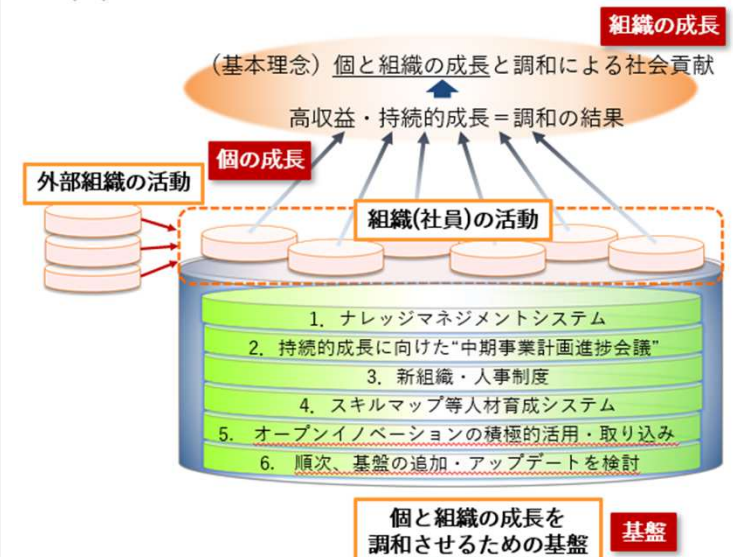 組織の成長
（基本理念）個と組織の成長と調和による社会貢献
高収益・持続的成長＝調和の結果
個の成長
外部組織の活動
組織(社員)の活動
1．ナレッジマネジメントシステム
2．持続的成長に向けた“中期事業計画進捗会議”
3．新組織・人事制度
4．スキルマップ等人材育成システム
5．オープンイノベーションの積極的活用・取り込み
6．順次、基盤の追加・アップデートを検討
個と組織の成長を
調和させるための基盤
基盤